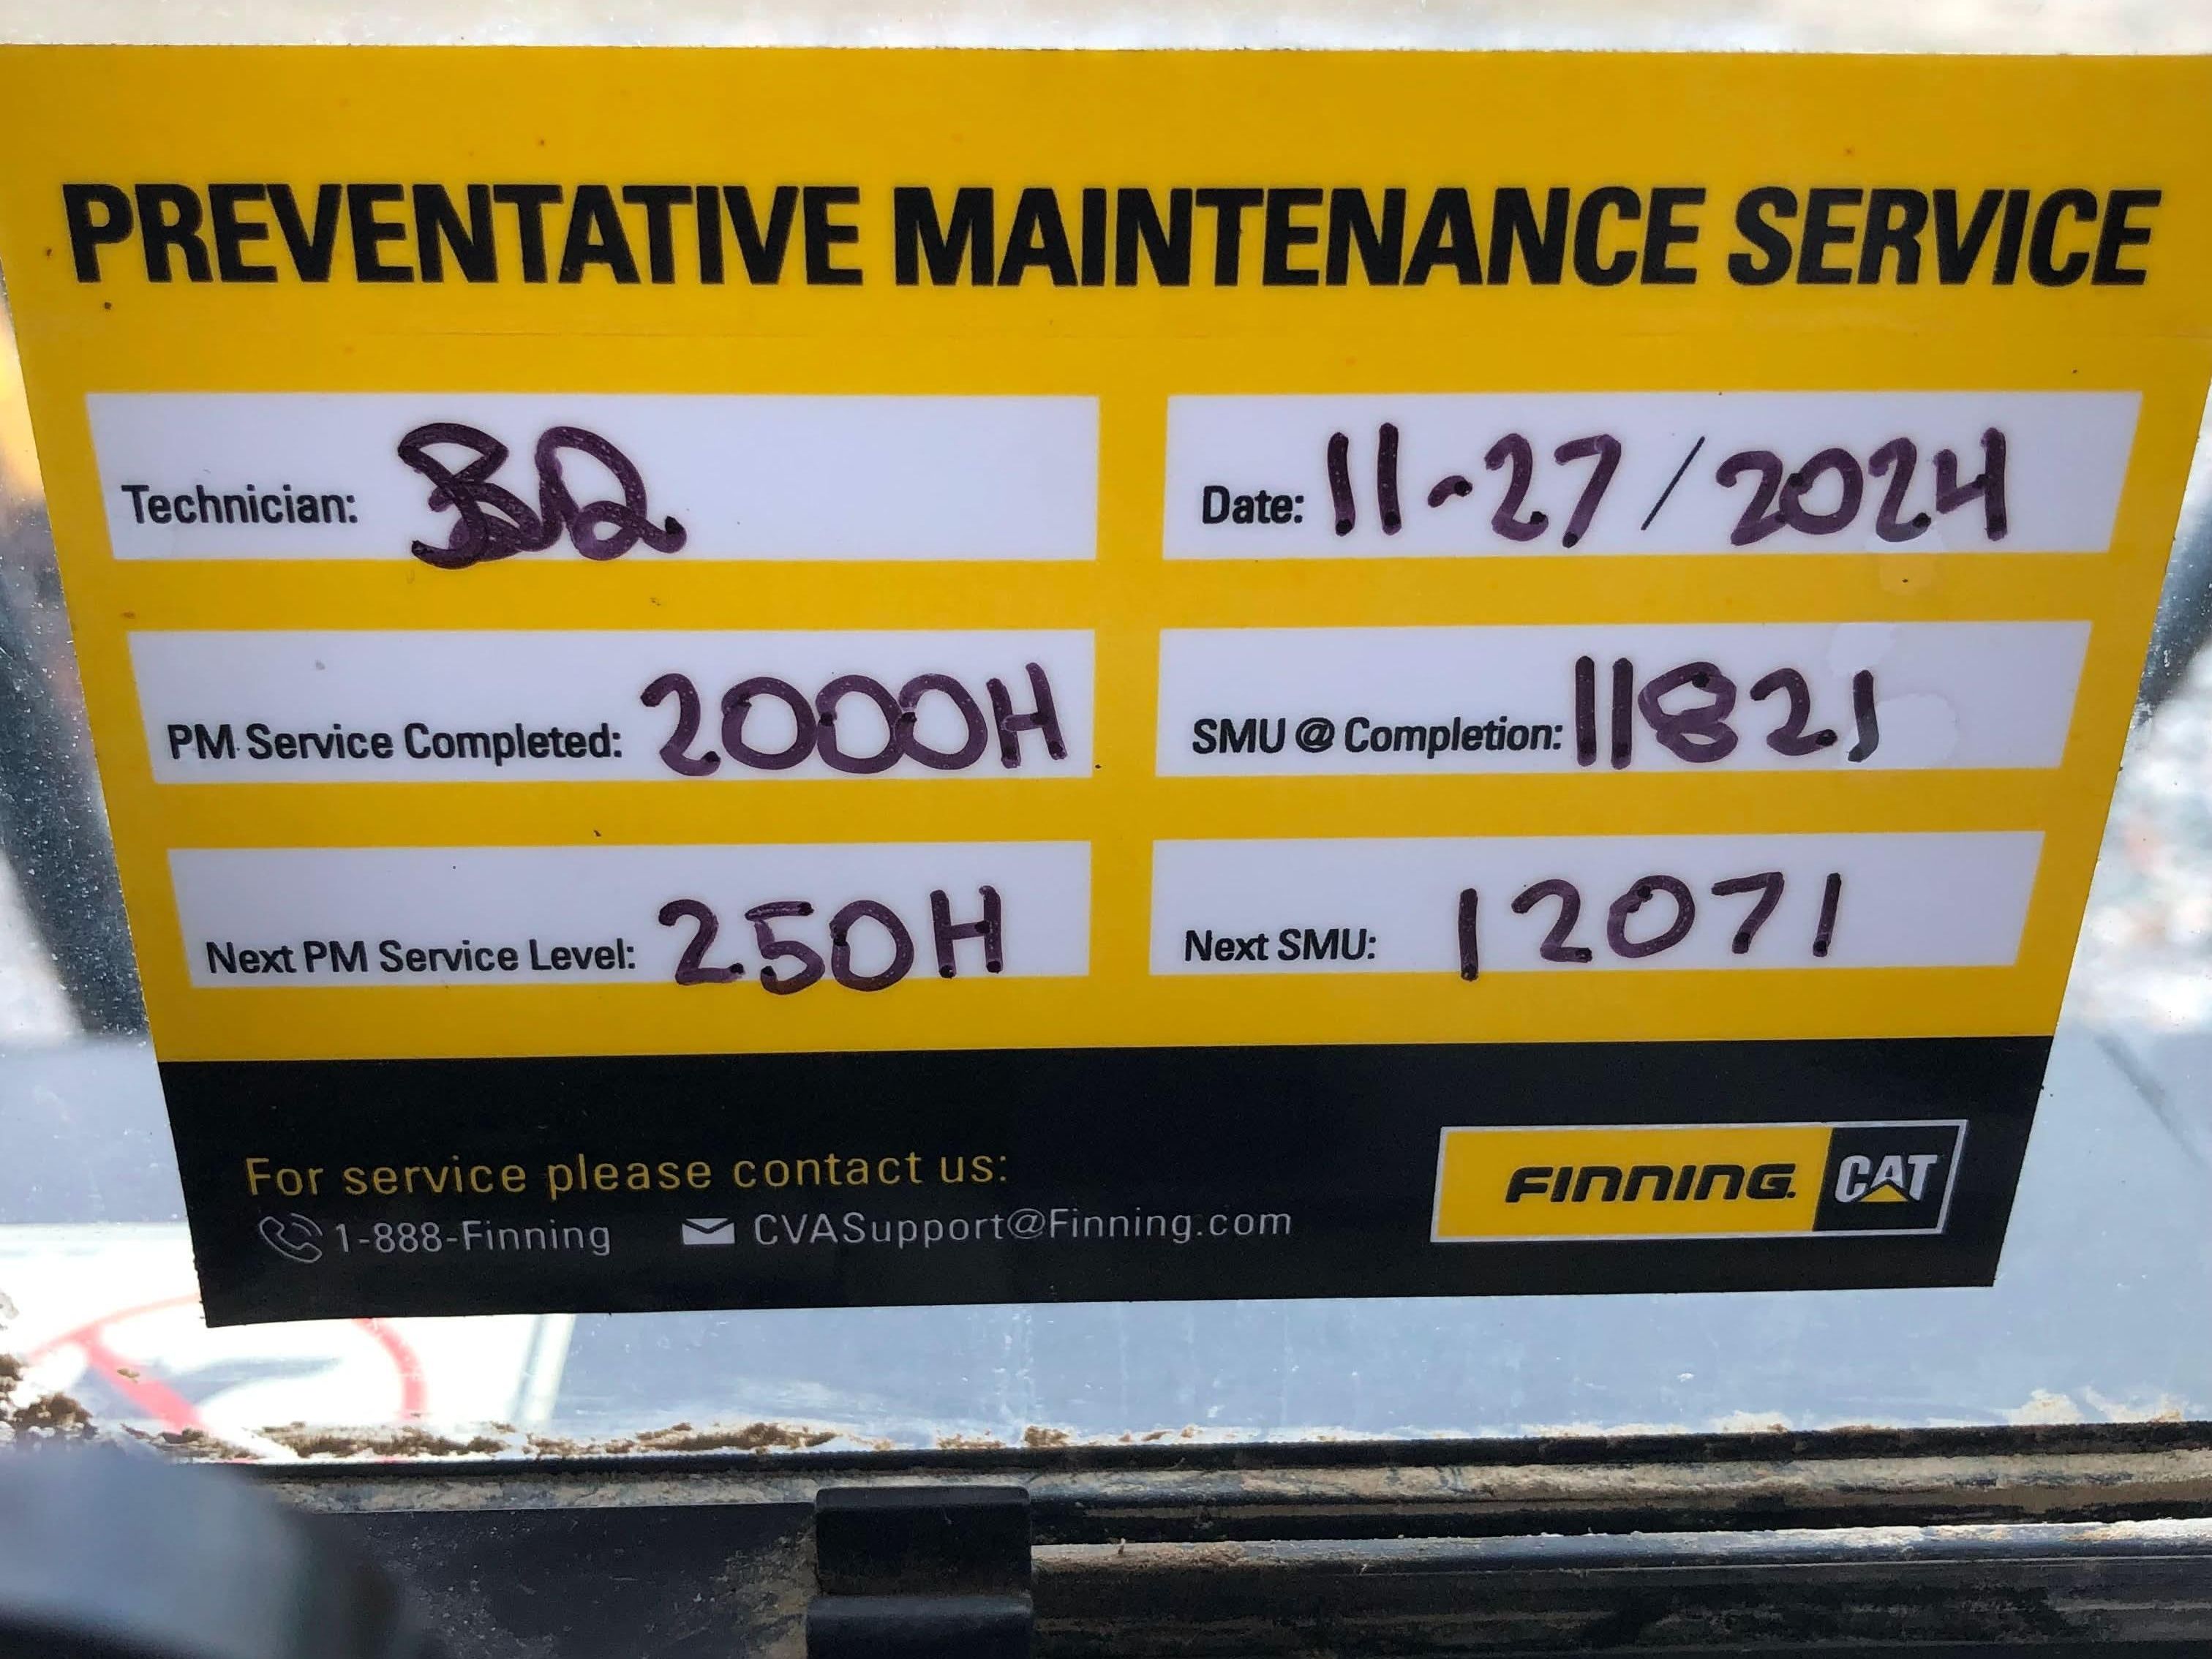 PREVENTATIVE MAINTENANCE SERVICE
Technician:
Date: 11-27/2024
PM Service Completed: 2000H
SMU @ Completion: 11821
Next PM Service Level: 250H
Next SMU: 12071
For service please contact us:
1-888-Finning CVASupport@Finning.com
FINNING. CAT